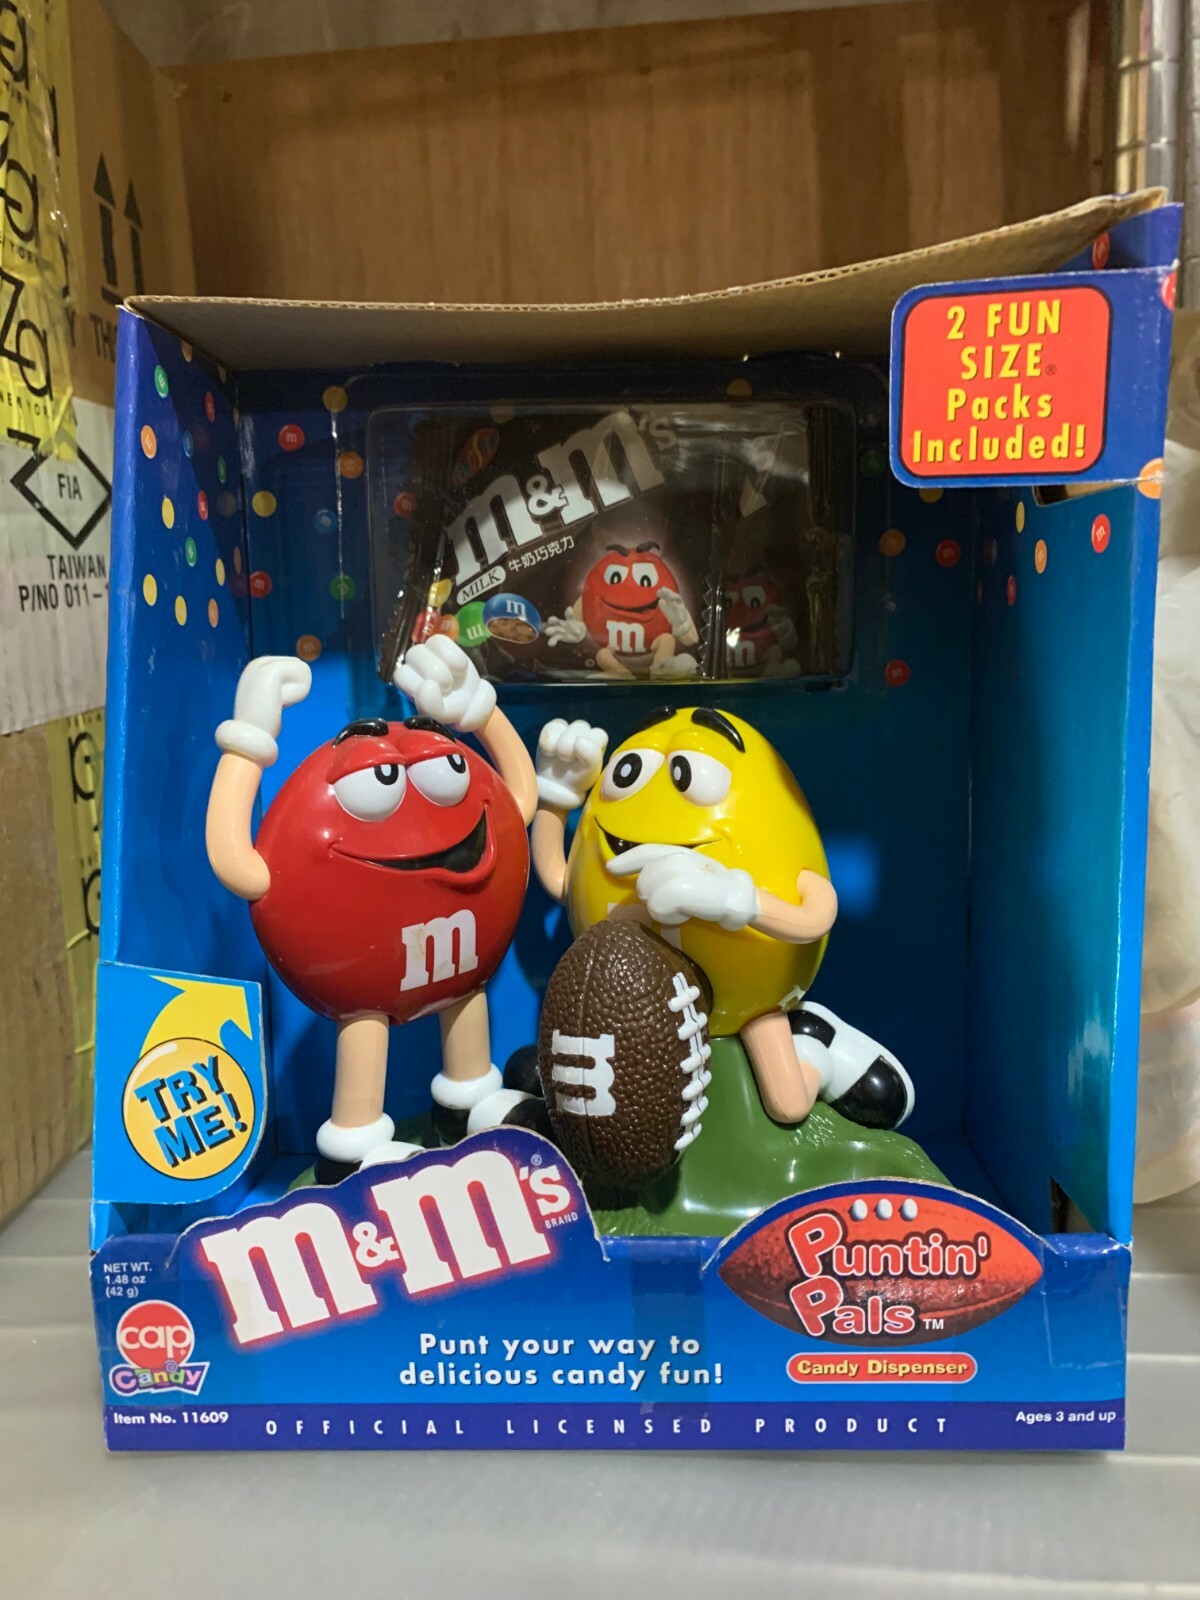 FIA
TAIWAN
2 FUN
SIZE®
Packs
Included!
m&m's
MILK 牛奶巧克力
m
m
m
m
TRY
ME!
m&m's®
BRAND
Puntin'
Pals™
Candy Dispenser
NET WT.
1.48 oz
(42 g)
cap
Candy
Punt your way to
delicious candy fun!
Item No. 11609
OFFICIAL LICENSED PRODUCT
Ages 3 and up